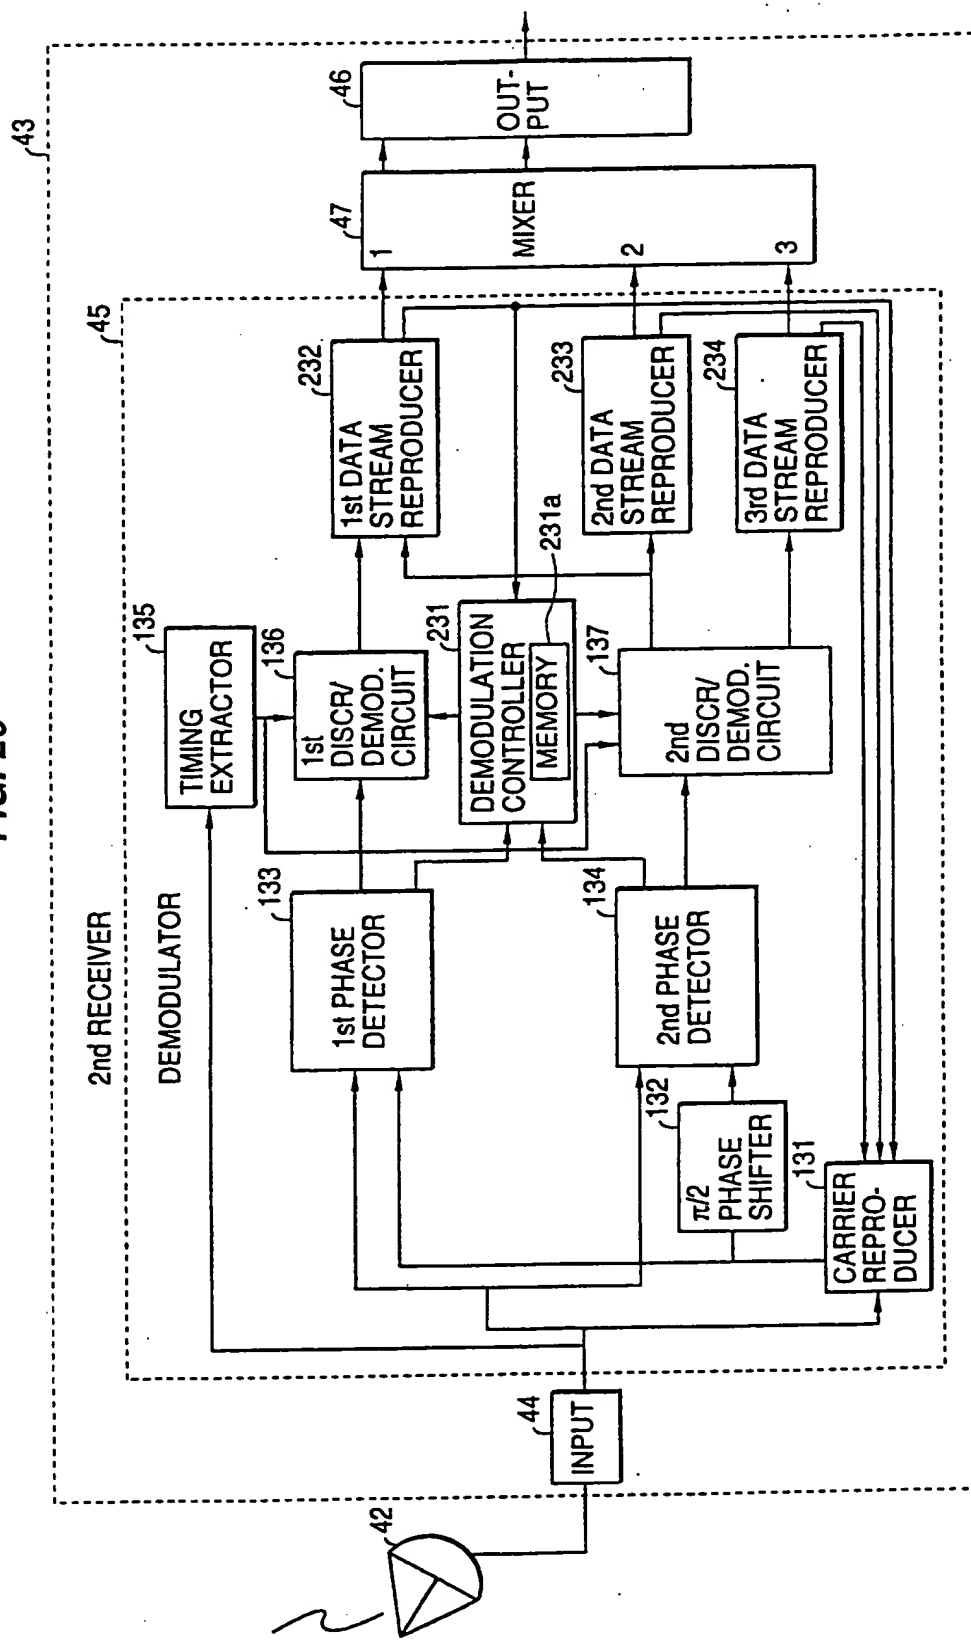 43
2nd RECEIVER
45
DEMODULATOR
135
TIMING
EXTRACTOR
136
1st
DISCR/
DEMOD.
CIRCUIT
232
1st DATA
STREAM
REPRODUCER
47
1
MIXER
2
3
46
OUT-
PUT
133
1st PHASE
DETECTOR
231
DEMODULATION
CONTROLLER
MEMORY
231a
134
2nd PHASE
DETECTOR
137
2nd
DISCR/
DEMOD.
CIRCUIT
233
2nd DATA
STREAM
REPRODUCER
234
3rd DATA
STREAM
REPRODUCER
132
π/2
PHASE
SHIFTER
131
CARRIER
REPRO-
DUCER
44
INPUT
42